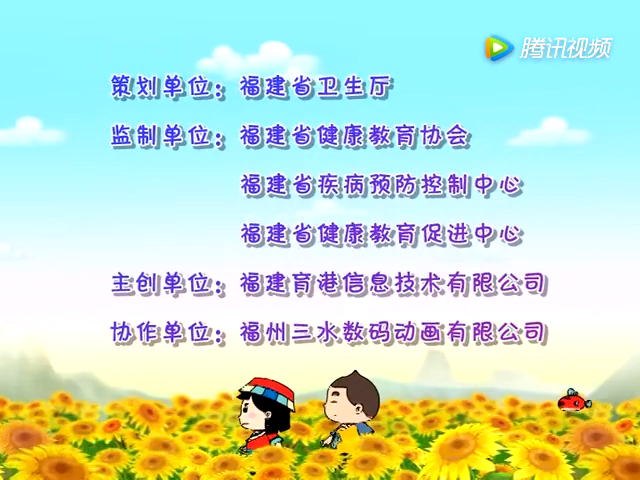 腾讯视频
策划单位：福建省卫生厅
监制单位：福建省健康教育协会
福建省疾病预防控制中心
福建省健康教育促进中心
主创单位：福建育港信息技术有限公司
协作单位：福州三水数码动画有限公司